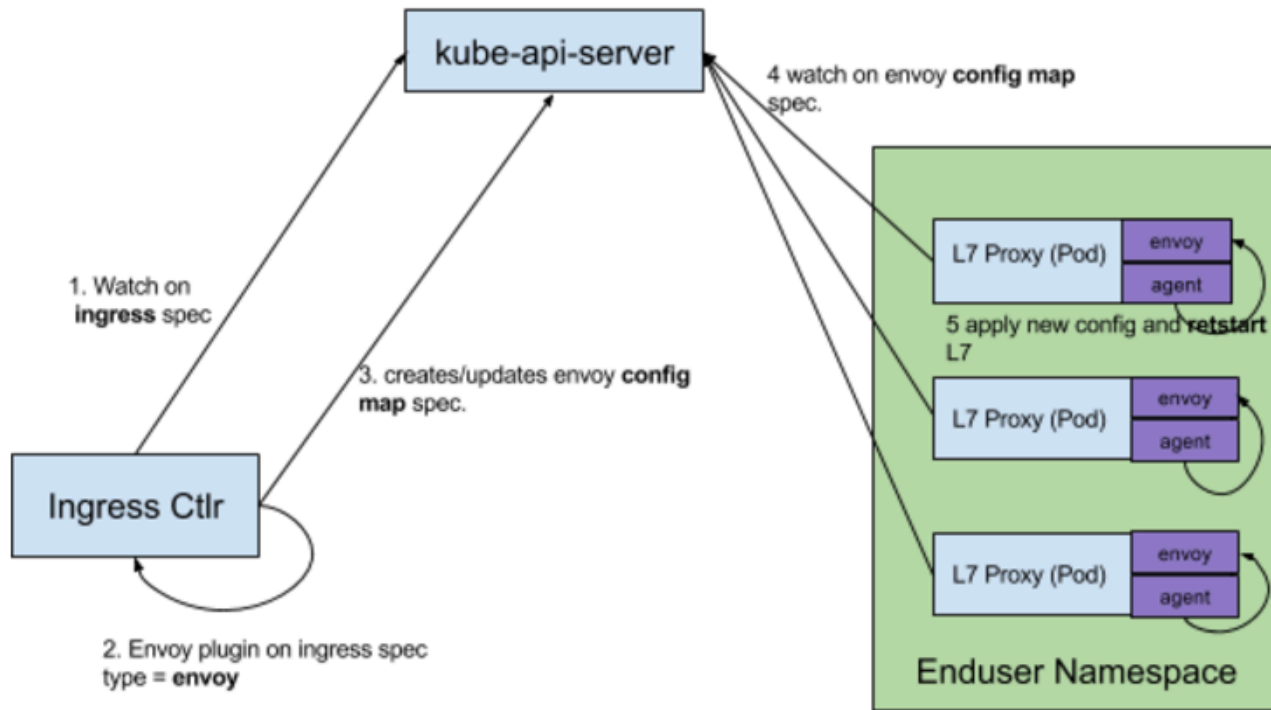 kube-api-server
4 watch on envoy config map
spec.
1. Watch on
ingress spec
3. creates/updates envoy config
map spec.
Ingress Ctlr
2. Envoy plugin on ingress spec
type = envoy
L7 Proxy (Pod)
envoy
agent
5 apply new config and retstart
L7
L7 Proxy (Pod)
envoy
agent
L7 Proxy (Pod)
envoy
agent
Enduser Namespace